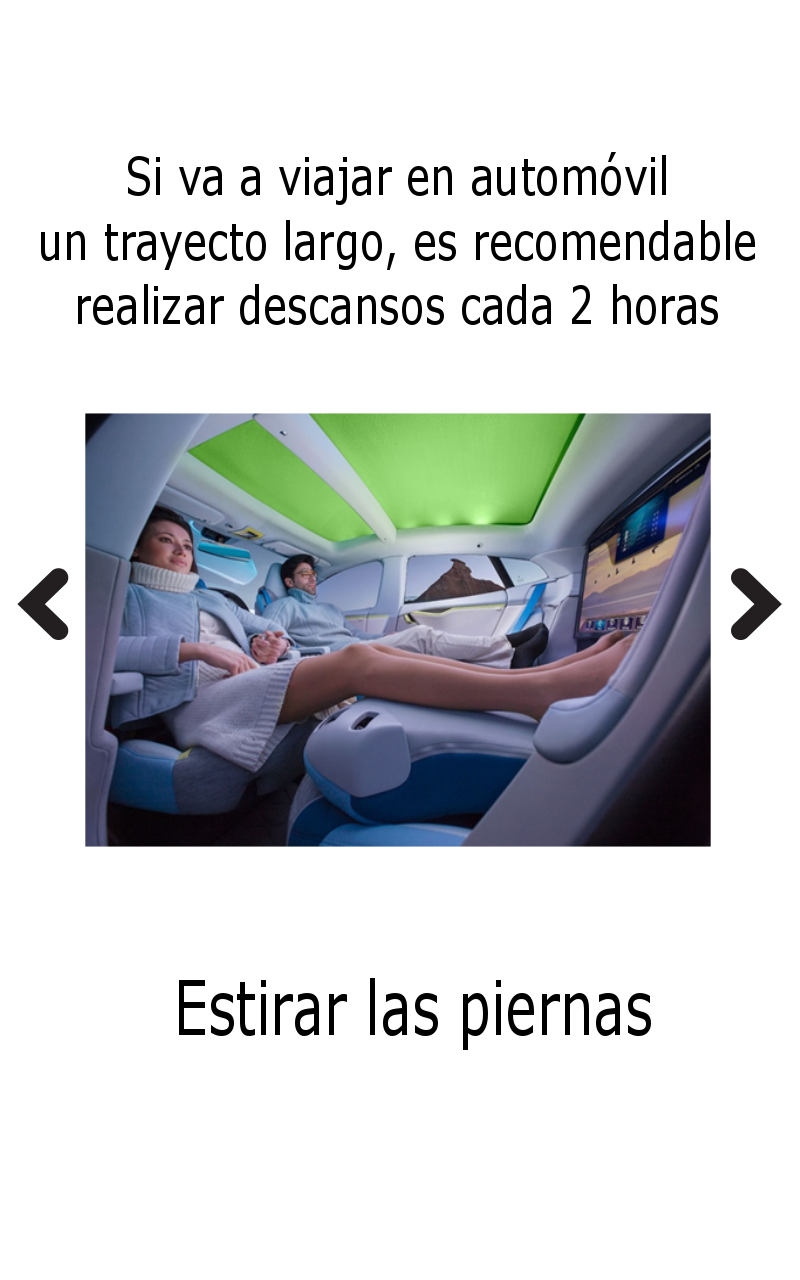 Si va a viajar en automóvil
un trayecto largo, es recomendable
realizar descansos cada 2 horas
Estirar las piernas